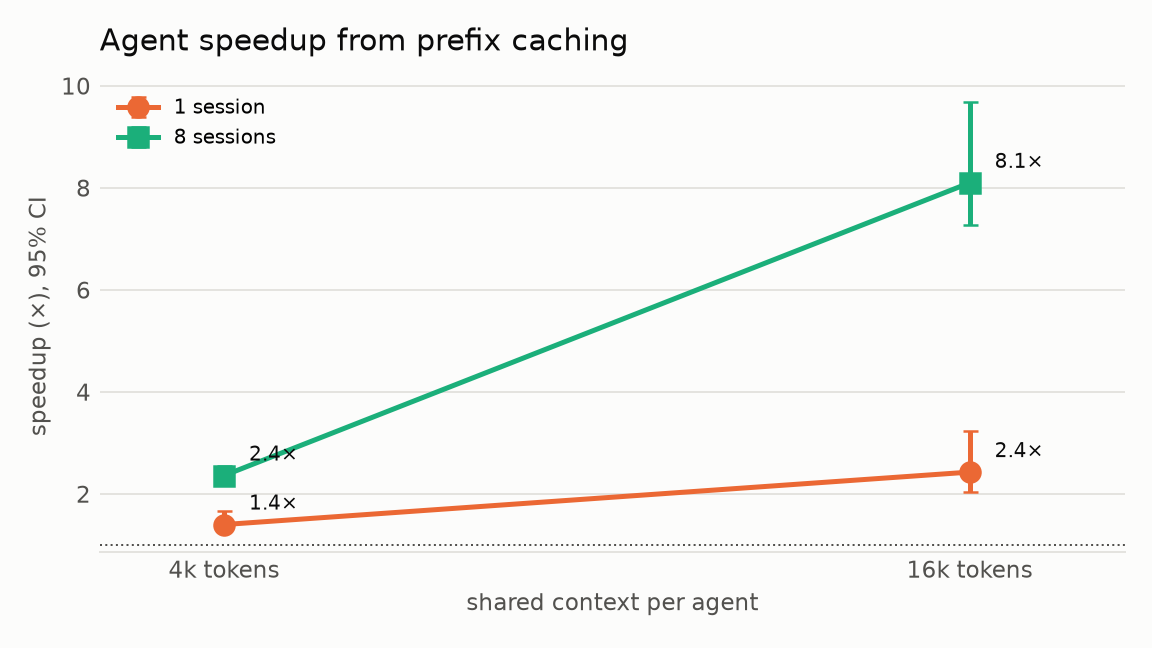 Agent speedup from prefix caching
10
8
6
4
2
speedup (×), 95% CI
1 session
8 sessions
8.1×
2.4×
2.4×
1.4×
4k tokens
16k tokens
shared context per agent